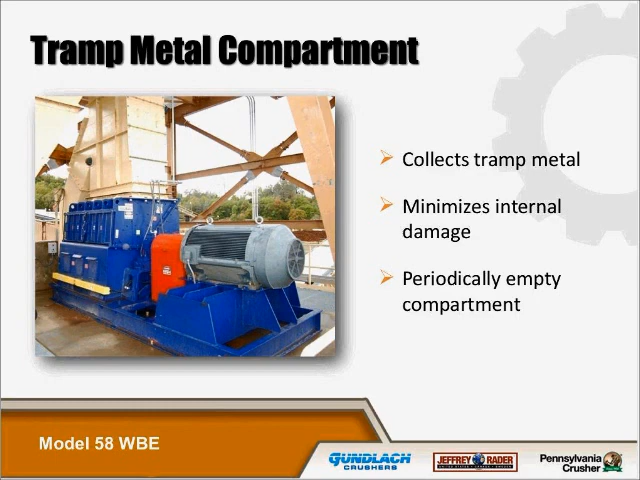 Tramp Metal Compartment
Collects tramp metal
Minimizes internal
damage
Periodically empty
compartment
Model 58 WBE
GUNDLACH
CRUSHERS
JEFFREY RADER
Pennsylvania
Crusher